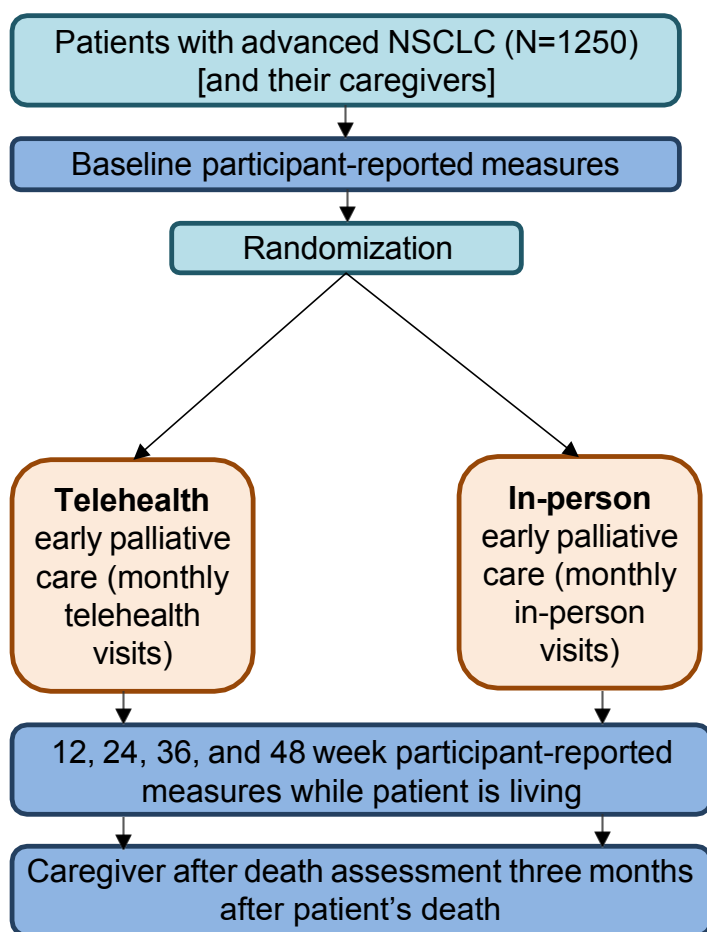 Patients with advanced NSCLC (N=1250)
[and their caregivers]
Baseline participant-reported measures
Randomization
Telehealth
early palliative
care (monthly
telehealth
visits)
In-person
early palliative
care (monthly
in-person
visits)
12, 24, 36, and 48 week participant-reported
measures while patient is living
Caregiver after death assessment three months
after patient’s death